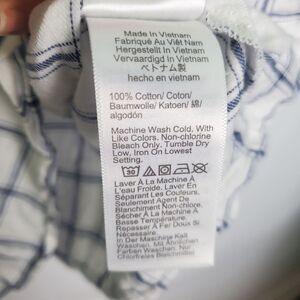 Made In Vietnam
Fabriqué Au Viêt Nam
Hergestellt In Vietnam
Vervaardigd In Vietnam
ベトナム製
hecho en vietnam
100% Cotton/ Coton/
Baumwolle/ Katoen/ 綿/
algodón
Machine Wash Cold, With
Like Colors. Non-chlorine
Bleach Only. Tumble Dry
Low, Iron On Lowest
Setting.
30
Laver À La Machine À
L'eau Froide. Laver En
Séparant Les Couleurs.
Seulement Agent De
Blanchiment Non-chlore.
Sécher À La Machine À
Basse Température.
Repasser À Fer Doux Si
Nécessaire.
In Der Maschine Kalt
Waschen, Mit Ähnlichen
Farben Waschen, Nur
Chlorfreies Bleichmittel